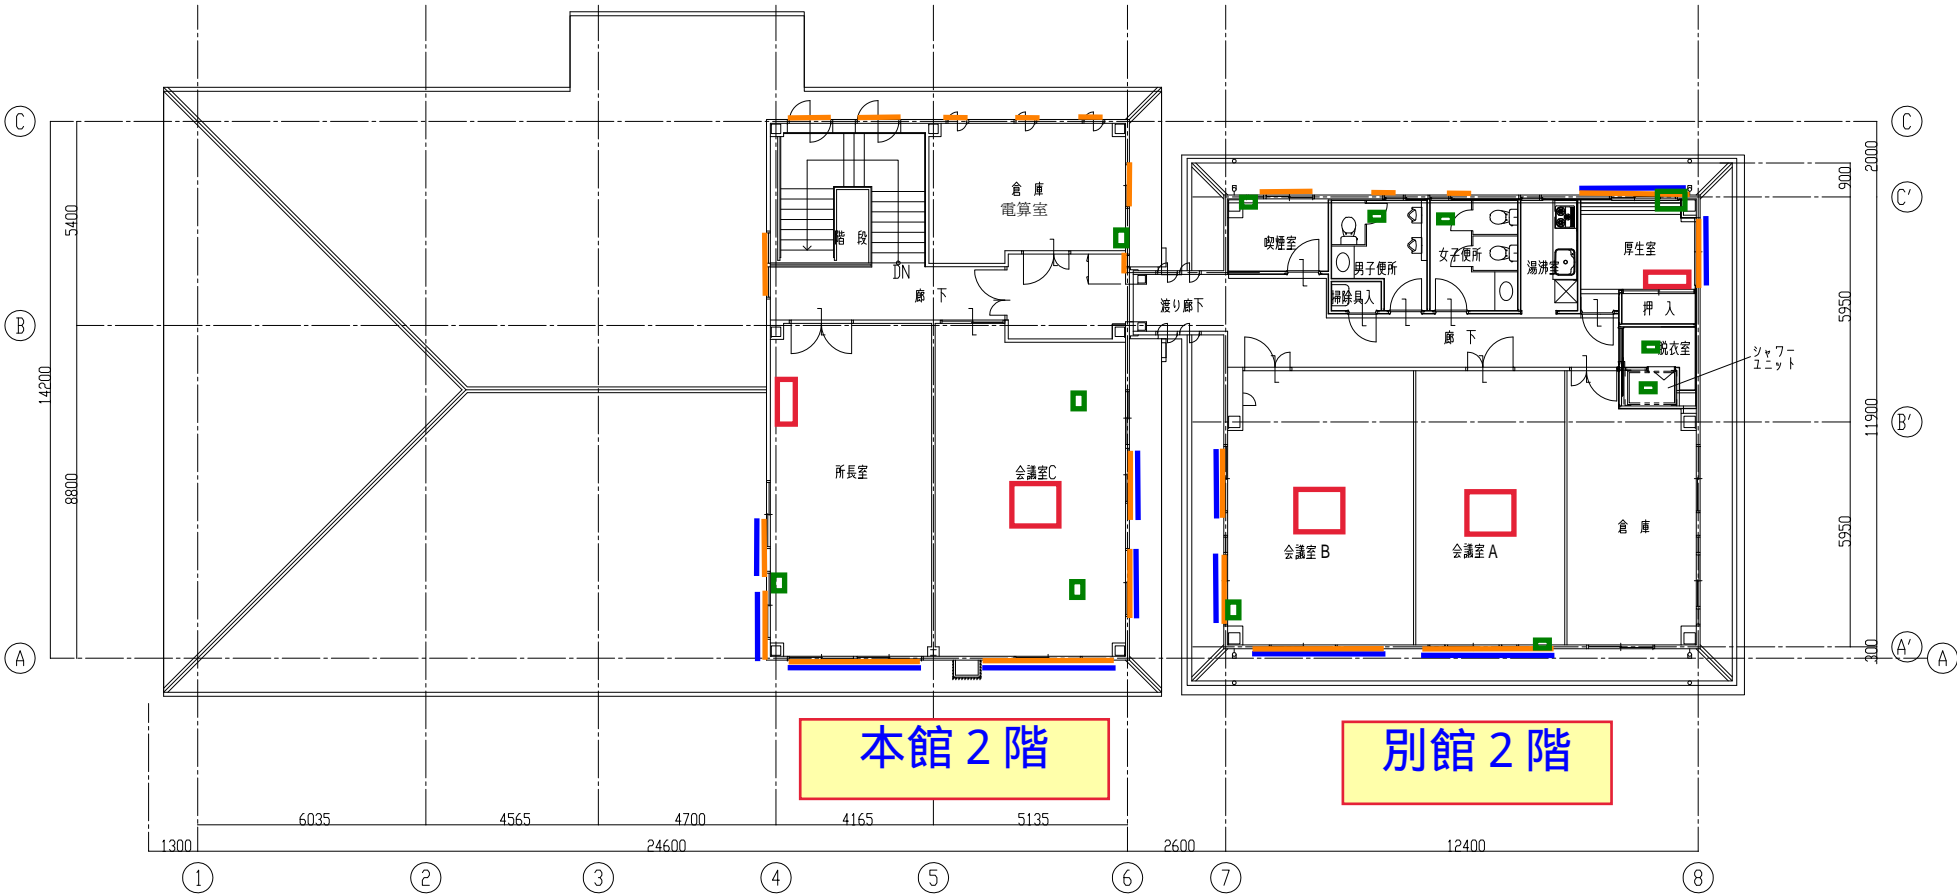 C
C
2000
900
C'
5400
倉 庫
電算室
階 段
喫煙室
男子便所
女子便所
湯沸室
厚生室
DN
廊 下
渡り廊下
掃除具入
押 入
5950
B
廊 下
脱衣室
シャワー
ユニット
14200
11900
B'
8800
所長室
会議室C
会議室 B
会議室 A
倉 庫
5950
A
300
A'
A
本館 2 階
別館 2 階
6035
4565
4700
4165
5135
1300
24600
2600
12400
1
2
3
4
5
6
7
8